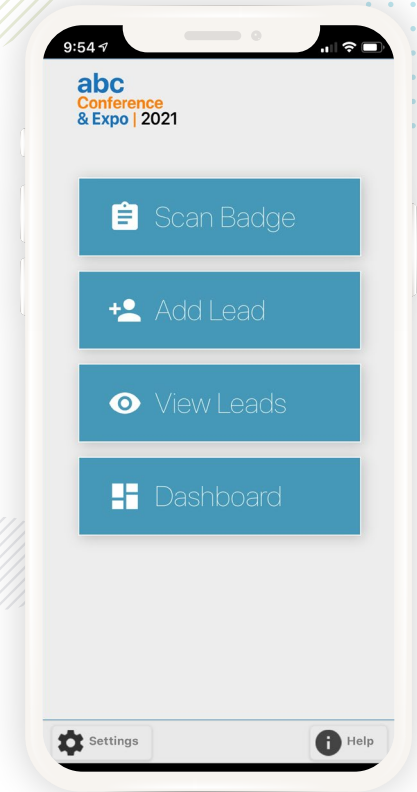 9:54
abc
Conference
& Expo | 2021
Scan Badge
Add Lead
View Leads
Dashboard
Settings
Help